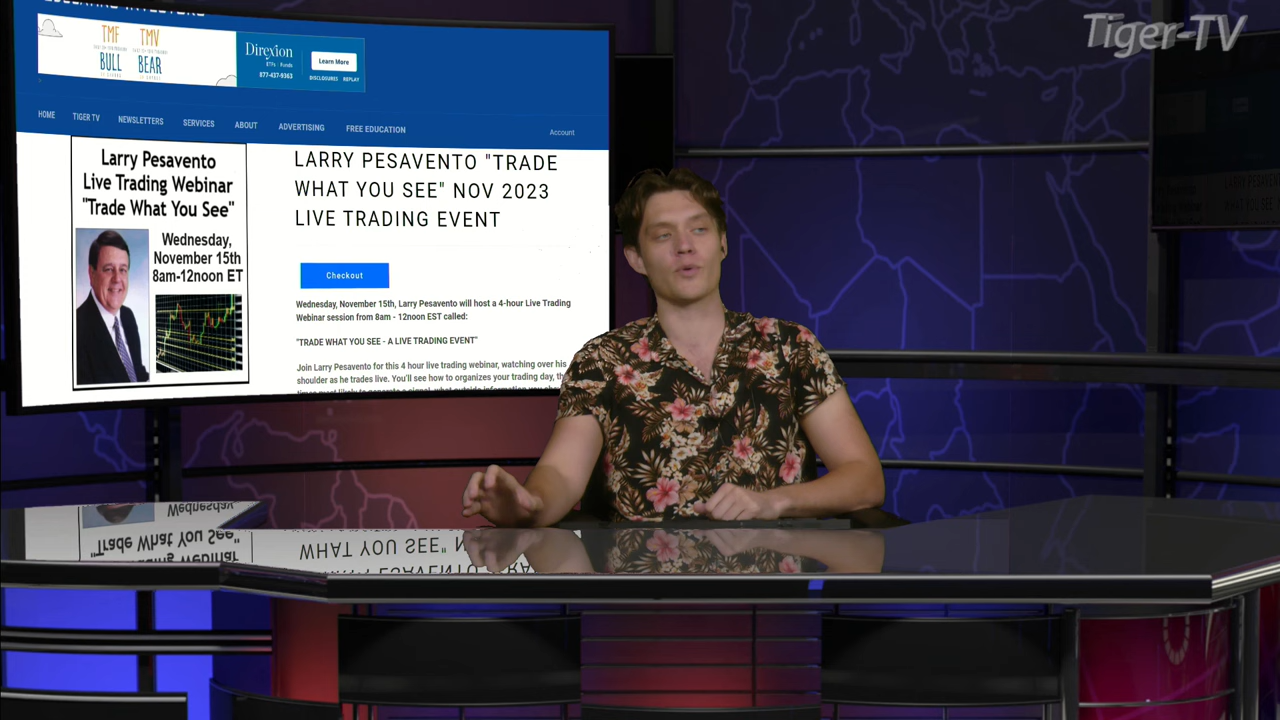 Tiger-TV
TMF
TMV
BULL
BEAR
Direxion
ETFs Funds
877-437-9363
Learn More
DISCLOSURES REPLAY
HOME
TIGER TV
NEWSLETTERS
SERVICES
ABOUT
ADVERTISING
FREE EDUCATION
Account
Larry Pesavento
Live Trading Webinar
"Trade What You See"
Wednesday,
November 15th
8am-12noon ET
LARRY PESAVENTO "TRADE
WHAT YOU SEE" NOV 2023
LIVE TRADING EVENT
Checkout
Wednesday, November 15th, Larry Pesavento will host a 4-hour Live Trading
Webinar session from 8am - 12noon EST called:
"TRADE WHAT YOU SEE - A LIVE TRADING EVENT"
Join Larry Pesavento for this 4 hour live trading webinar, watching over his
shoulder as he trades live. You'll see how to organizes your trading day, th